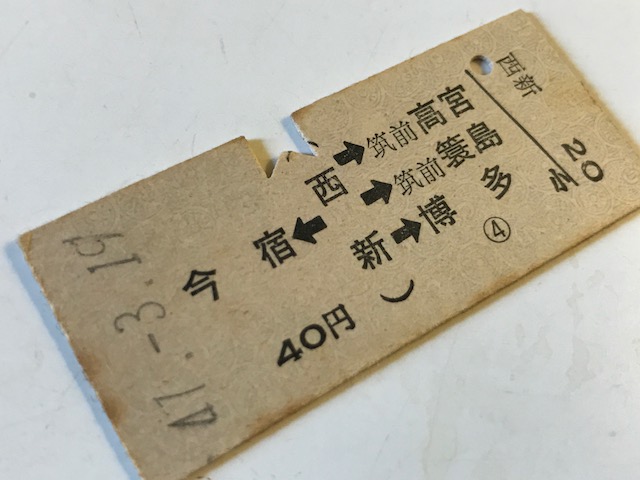 47.-3.19
今宿 ← 西新 → 筑前高宮
→ 筑前簑島
→ 博多
40円
④
西新
小 20